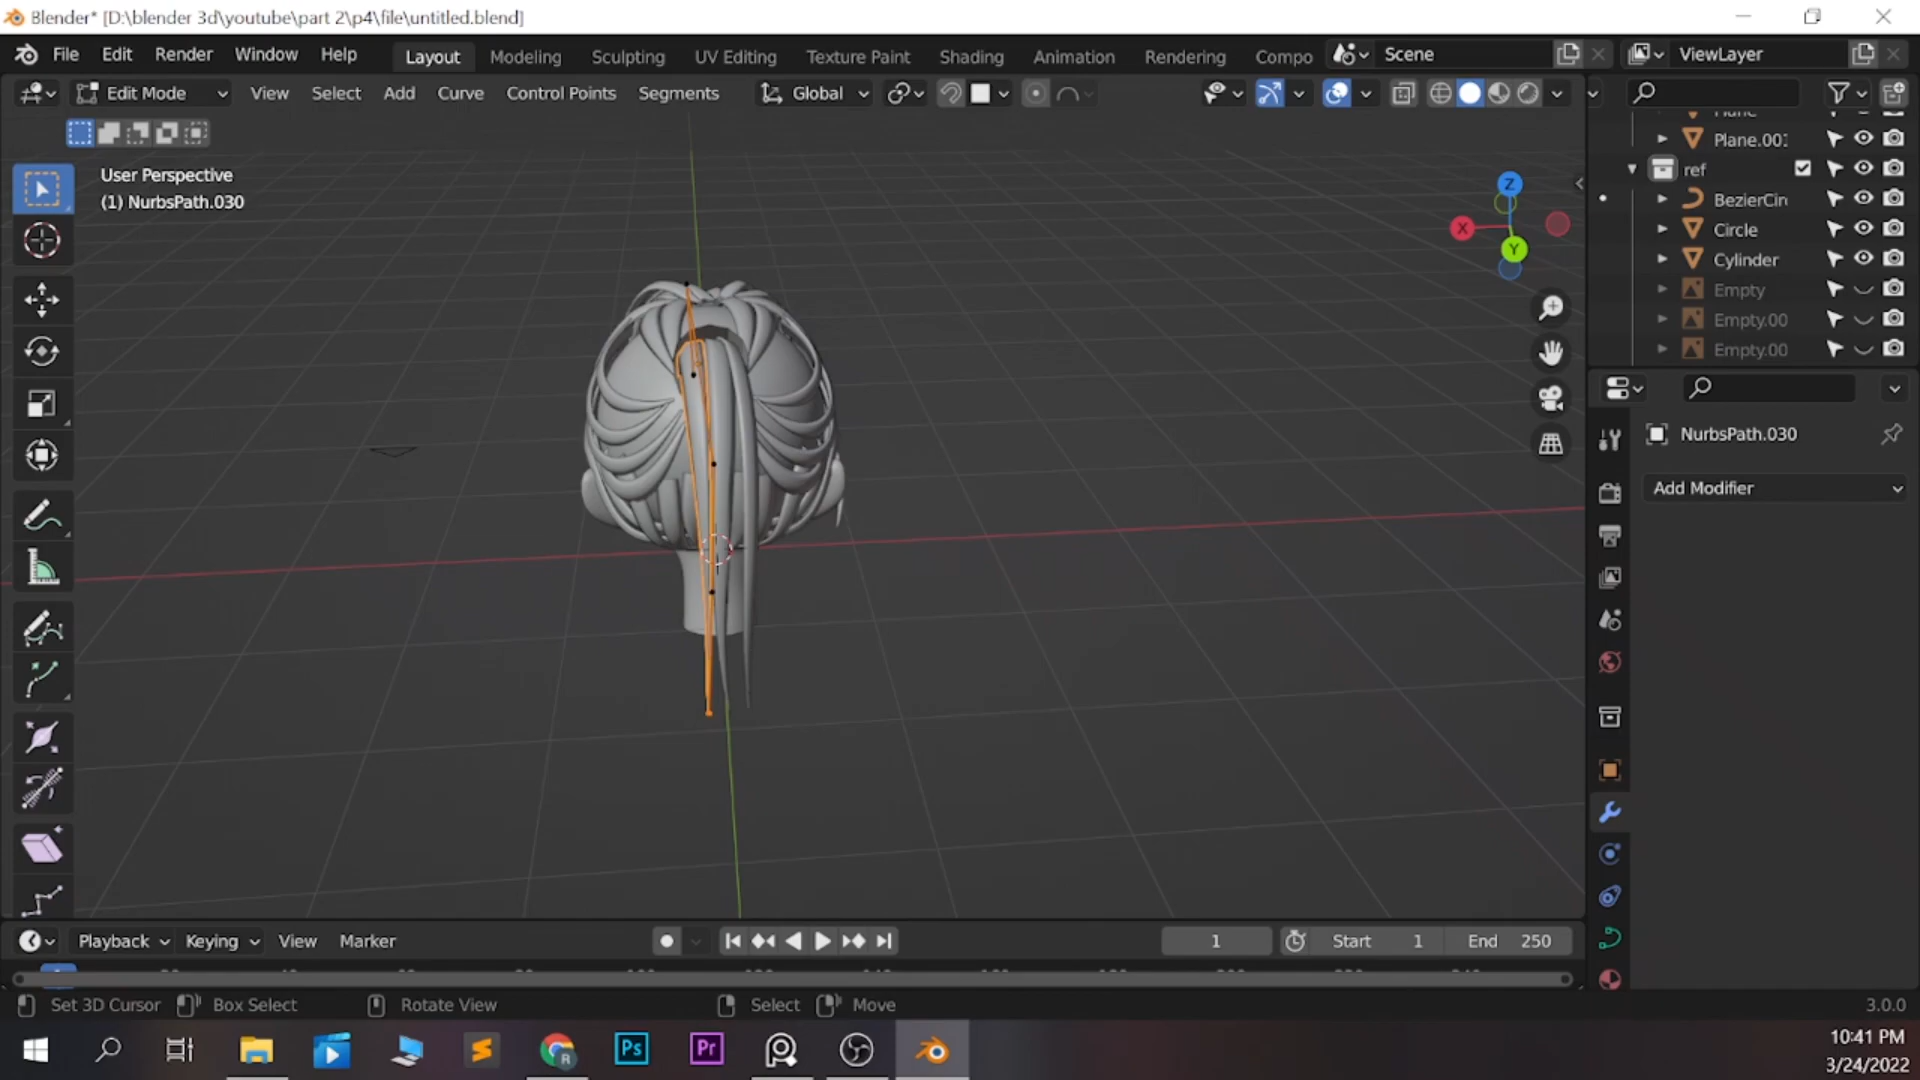 Blender* [D:\blender 3d\youtube\part 2\p4\file\untitled.blend]
File Edit Render Window Help Layout Modeling Sculpting UV Editing Texture Paint Shading Animation Rendering Compo Scene ViewLayer
Edit Mode View Select Add Curve Control Points Segments Global
User Perspective
(1) NurbsPath.030
Z
X
Y
Plane.00
ref
BezierCir
Circle
Cylinder
Empty
Empty.00
Empty.00
NurbsPath.030
Add Modifier
Playback Keying View Marker 1 Start 1 End 250
Set 3D Cursor Box Select Rotate View Select Move 3.0.0
R Ps Pr
10:41 PM
3/24/2022